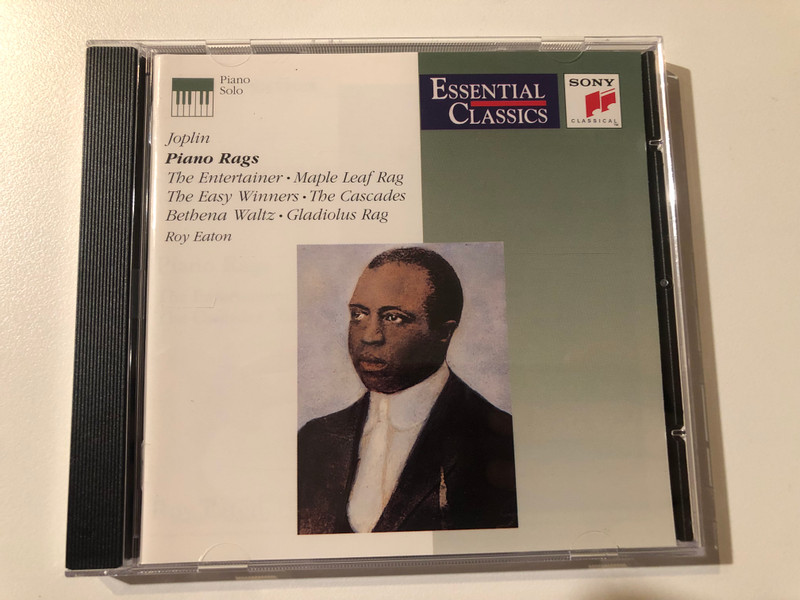 Piano
Solo
Joplin
Piano Rags
The Entertainer • Maple Leaf Rag
The Easy Winners • The Cascades
Bethena Waltz • Gladiolus Rag
Roy Eaton
ESSENTIAL
CLASSICS
SONY
CLASSICAL